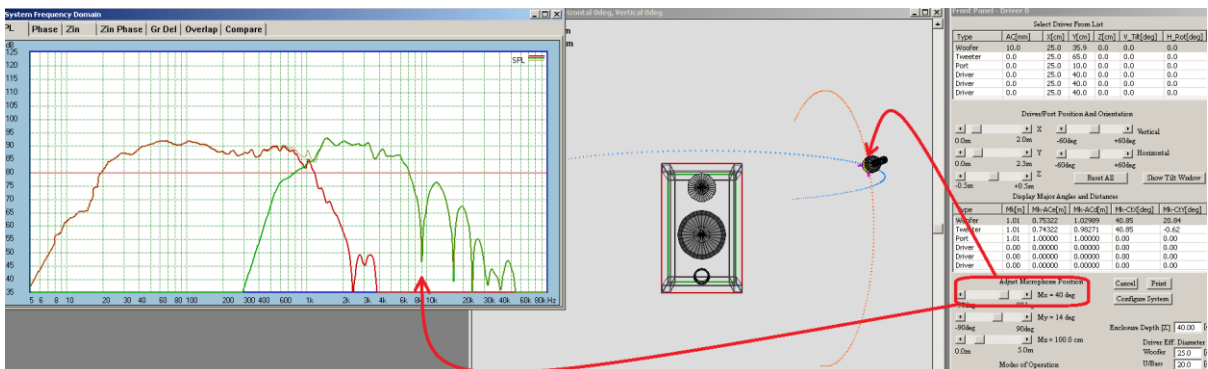 System Frequency Domain
Horizontal 0deg, Vertical 0deg
Front Panel - Driver 0
PL Phase Zin Zin Phase Gr Del Overlap Compare
dB
SPL
125
120
115
110
105
100
95
90
85
80
75
70
65
60
55
50
45
40
35
5 6 8 10 20 30 40 60 80 100 200 300 400 600 1k 2k 3k 4k 6k 8k 10k 20k 30k 40k 60k 80k Hz
m
m
Select Driver From List
Type AC[mm] X[cm] Y[cm] Z[cm] V_Tilt[deg] H_Rot[deg]
Woofer 10.0 25.0 35.9 0.0 0.0 0.0
Tweeter 0.0 25.0 65.0 0.0 0.0 0.0
Port 0.0 25.0 10.0 0.0 0.0 0.0
Driver 0.0 25.0 40.0 0.0 0.0 0.0
Driver 0.0 25.0 40.0 0.0 0.0 0.0
Driver 0.0 25.0 40.0 0.0 0.0 0.0
Driver/Port Position And Orientation
X Vertical
0.0m 2.0m -60deg +60deg
Y Horizontal
0.0m 2.3m -60deg +60deg
Z Reset All Show Tilt Window
-0.5m +0.5m
Display Major Angles and Distances
Type Mk[m] Mk-ACe[m] Mk-ACd[m] Mk-CtX[deg] Mk-CtY[deg]
Woofer 1.01 0.75322 1.02989 40.85 20.84
Tweeter 1.01 0.74322 0.98271 40.85 -0.62
Port 1.01 1.00000 1.00000 0.00 0.00
Driver 0.00 0.00000 0.00000 0.00 0.00
Driver 0.00 0.00000 0.00000 0.00 0.00
Driver 0.00 0.00000 0.00000 0.00 0.00
Adjust Microphone Position Cancel Print
Mx = 40 deg Configure System
My = 14 deg
-90deg 90deg Enclosure Depth [Z] 40.00
Mz = 100.0 cm
0.0m 5.0m Driver Eff. Diameter
Woofer 25.0
Modes of Operation U/Bass 20.0